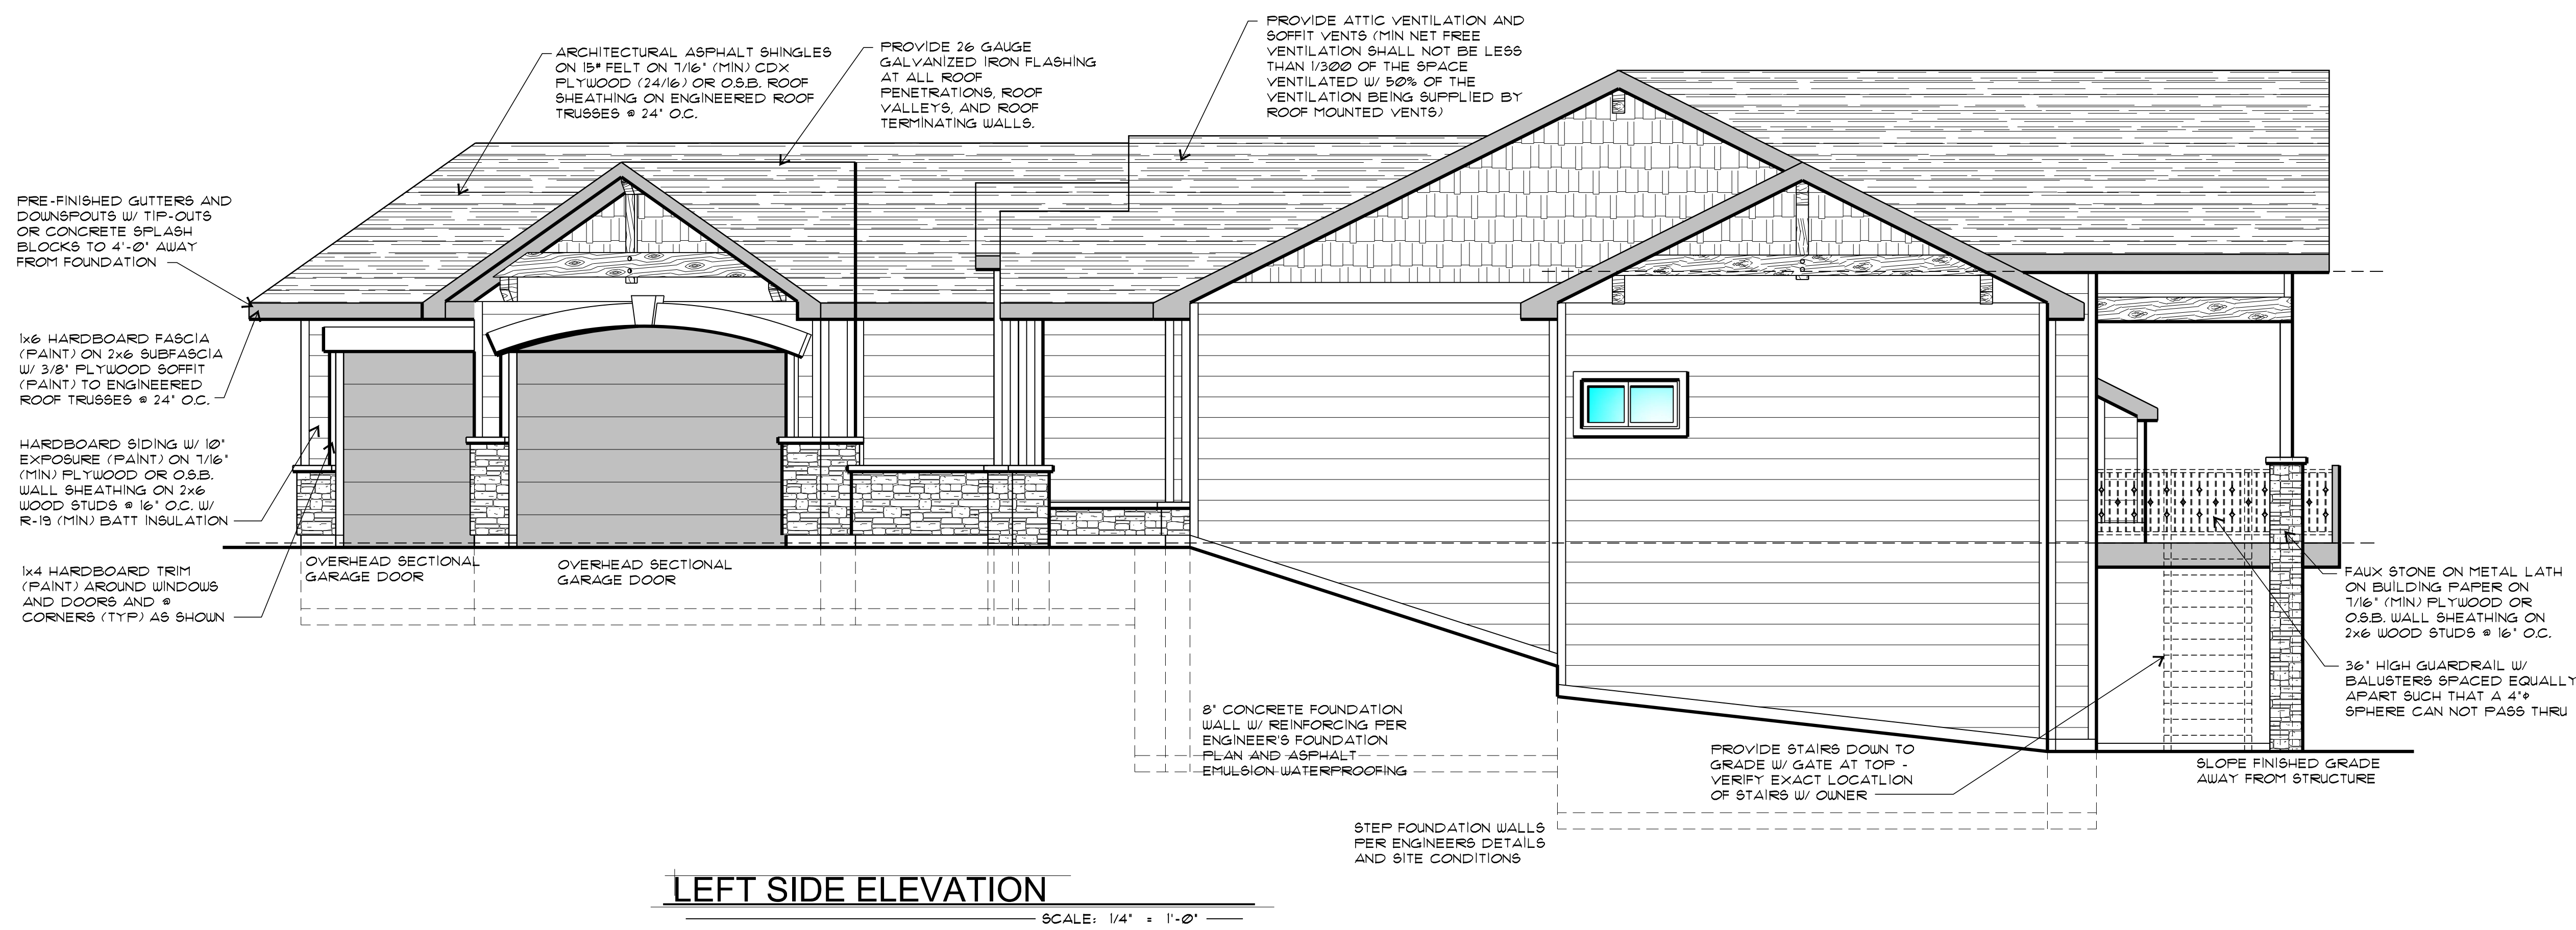 ARCHITECTURAL ASPHALT SHINGLES
ON 15# FELT ON 7/16" (MIN) CDX
PLYWOOD (24/16) OR O.S.B. ROOF
SHEATHING ON ENGINEERED ROOF
TRUSSES @ 24" O.C.
PROVIDE 26 GAUGE
GALVANIZED IRON FLASHING
AT ALL ROOF
PENETRATIONS, ROOF
VALLEYS, AND ROOF
TERMINATING WALLS.
PROVIDE ATTIC VENTILATION AND
SOFFIT VENTS (MIN NET FREE
VENTILATION SHALL NOT BE LESS
THAN 1/300 OF THE SPACE
VENTILATED W/ 50% OF THE
VENTILATION BEING SUPPLIED BY
ROOF MOUNTED VENTS)
PRE-FINISHED GUTTERS AND
DOWNSPOUTS W/ TIP-OUTS
OR CONCRETE SPLASH
BLOCKS TO 4'-0" AWAY
FROM FOUNDATION
1x6 HARDBOARD FASCIA
(PAINT) ON 2x6 SUBFASCIA
W/ 3/8" PLYWOOD SOFFIT
(PAINT) TO ENGINEERED
ROOF TRUSSES @ 24" O.C.
HARDBOARD SIDING W/ 10"
EXPOSURE (PAINT) ON 7/16"
(MIN) PLYWOOD OR O.S.B.
WALL SHEATHING ON 2x6
WOOD STUDS @ 16" O.C. W/
R-19 (MIN) BATT INSULATION
1x4 HARDBOARD TRIM
(PAINT) AROUND WINDOWS
AND DOORS AND @
CORNERS (TYP) AS SHOWN
OVERHEAD SECTIONAL
GARAGE DOOR
OVERHEAD SECTIONAL
GARAGE DOOR
8" CONCRETE FOUNDATION
WALL W/ REINFORCING PER
ENGINEER'S FOUNDATION
PLAN AND ASPHALT
EMULSION WATERPROOFING
STEP FOUNDATION WALLS
PER ENGINEERS DETAILS
AND SITE CONDITIONS
PROVIDE STAIRS DOWN TO
GRADE W/ GATE AT TOP -
VERIFY EXACT LOCATLION
OF STAIRS W/ OWNER
FAUX STONE ON METAL LATH
ON BUILDING PAPER ON
7/16" (MIN) PLYWOOD OR
O.S.B. WALL SHEATHING ON
2x6 WOOD STUDS @ 16" O.C.
36" HIGH GUARDRAIL W/
BALUSTERS SPACED EQUALLY
APART SUCH THAT A 4"ø
SPHERE CAN NOT PASS THRU
SLOPE FINISHED GRADE
AWAY FROM STRUCTURE
LEFT SIDE ELEVATION
SCALE: 1/4" = 1'-0"